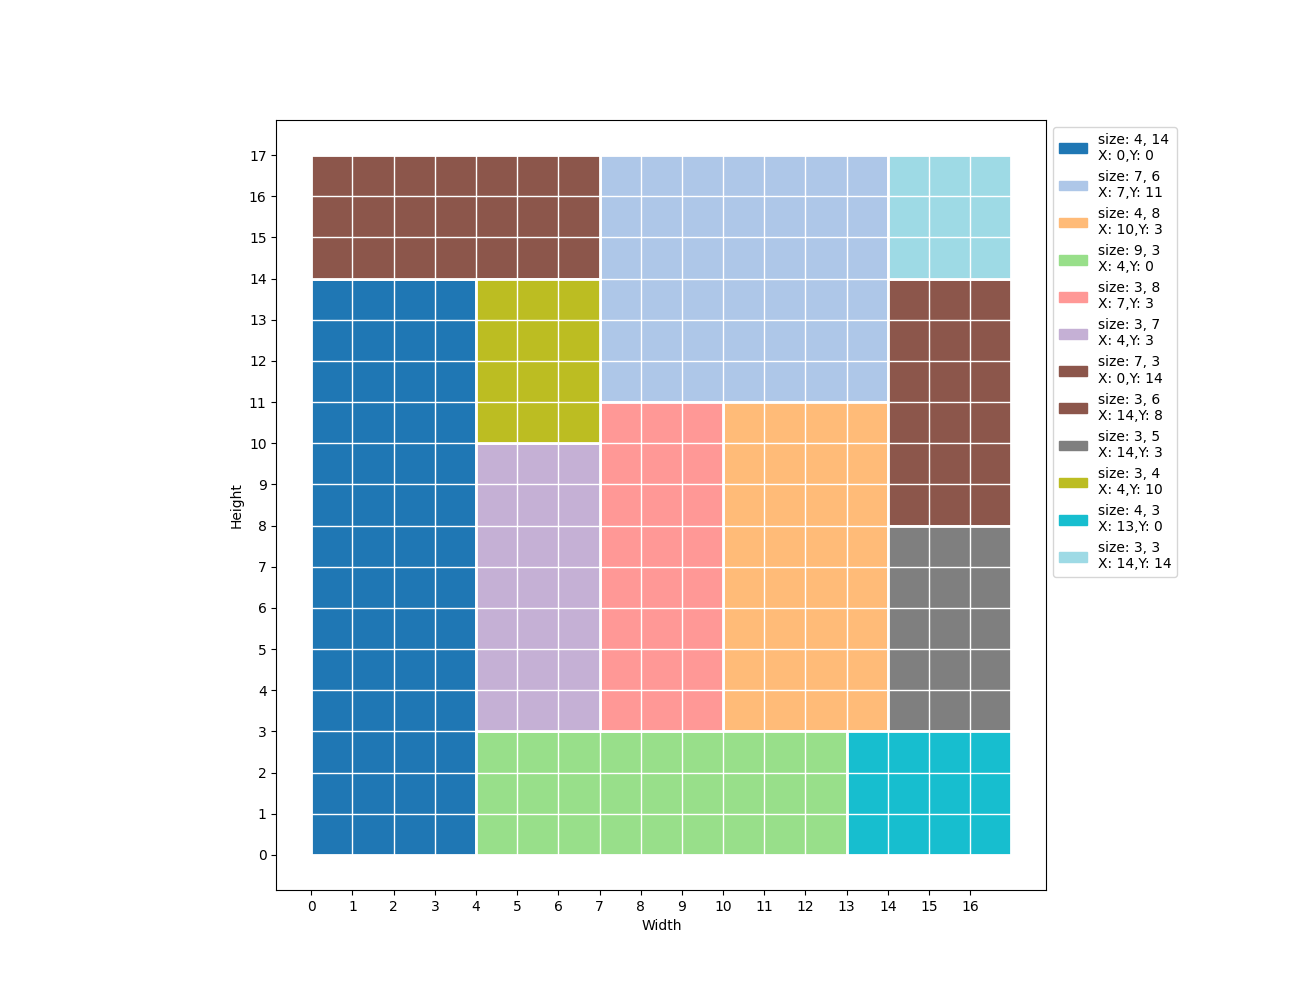 17
16
15
14
13
12
11
10
9
8
7
6
5
4
3
2
1
0
Height
0 1 2 3 4 5 6 7 8 9 10 11 12 13 14 15 16
Width
size: 4, 14
X: 0,Y: 0
size: 7, 6
X: 7,Y: 11
size: 4, 8
X: 10,Y: 3
size: 9, 3
X: 4,Y: 0
size: 3, 8
X: 7,Y: 3
size: 3, 7
X: 4,Y: 3
size: 7, 3
X: 0,Y: 14
size: 3, 6
X: 14,Y: 8
size: 3, 5
X: 14,Y: 3
size: 3, 4
X: 4,Y: 10
size: 4, 3
X: 13,Y: 0
size: 3, 3
X: 14,Y: 14